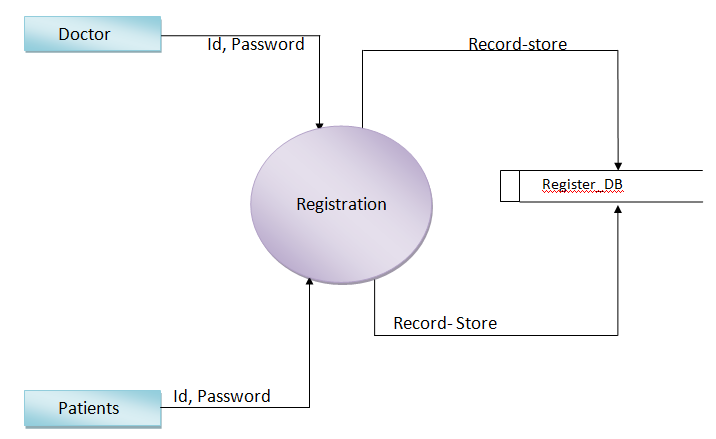 Doctor
Id, Password
Record-store
Register_DB
Registration
Record- Store
Id, Password
Patients